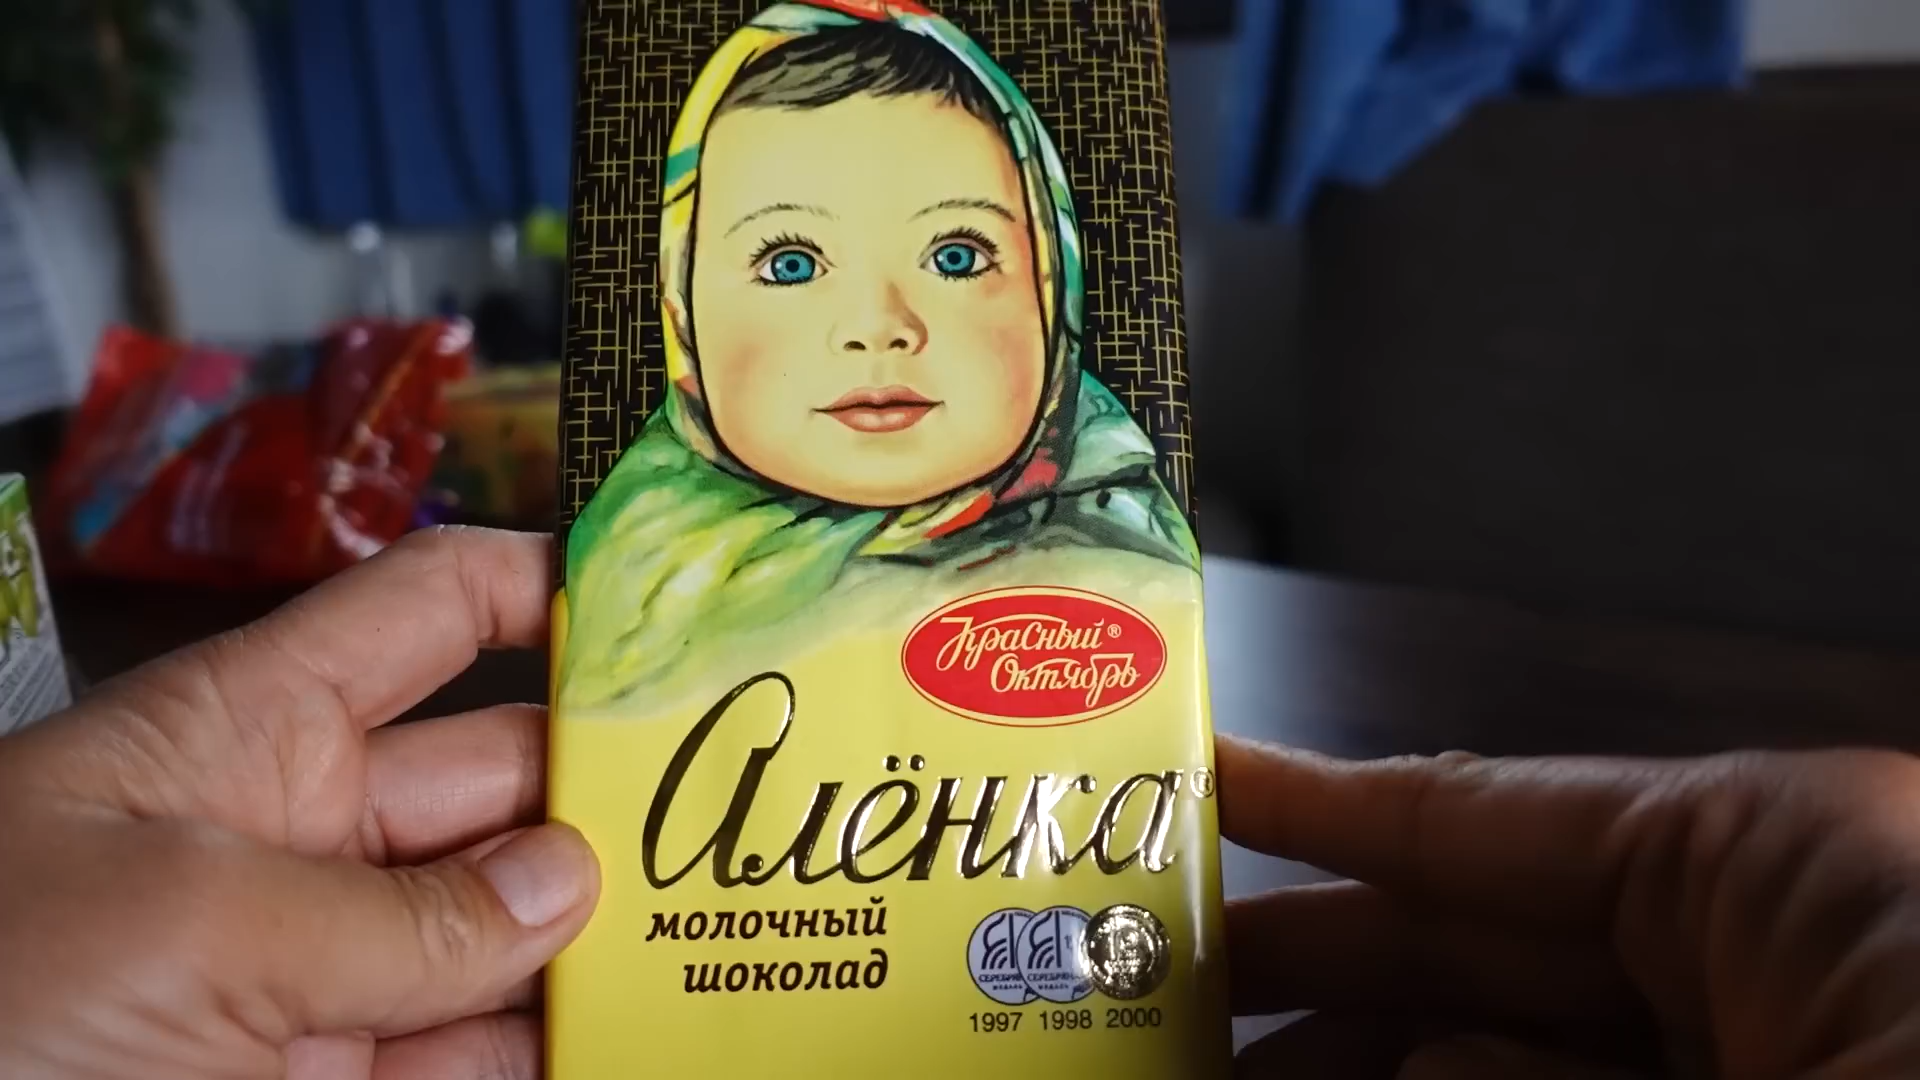 Красный®
Октябрь
Алёнка®
молочный
шоколад
1997 1998 2000